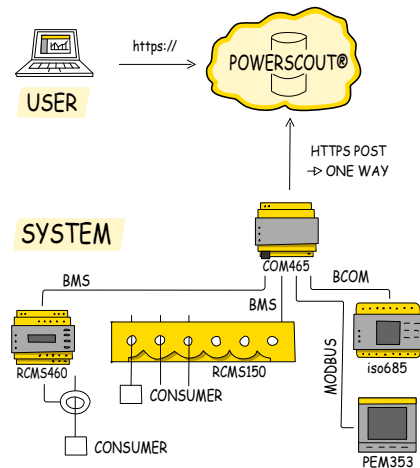 https://
POWERSCOUT®
USER
HTTPS POST
→ ONE WAY
SYSTEM
COM465
BMS
BCOM
BMS
MODBUS
RCMS460
RCMS150
iso685
CONSUMER
CONSUMER
PEM353